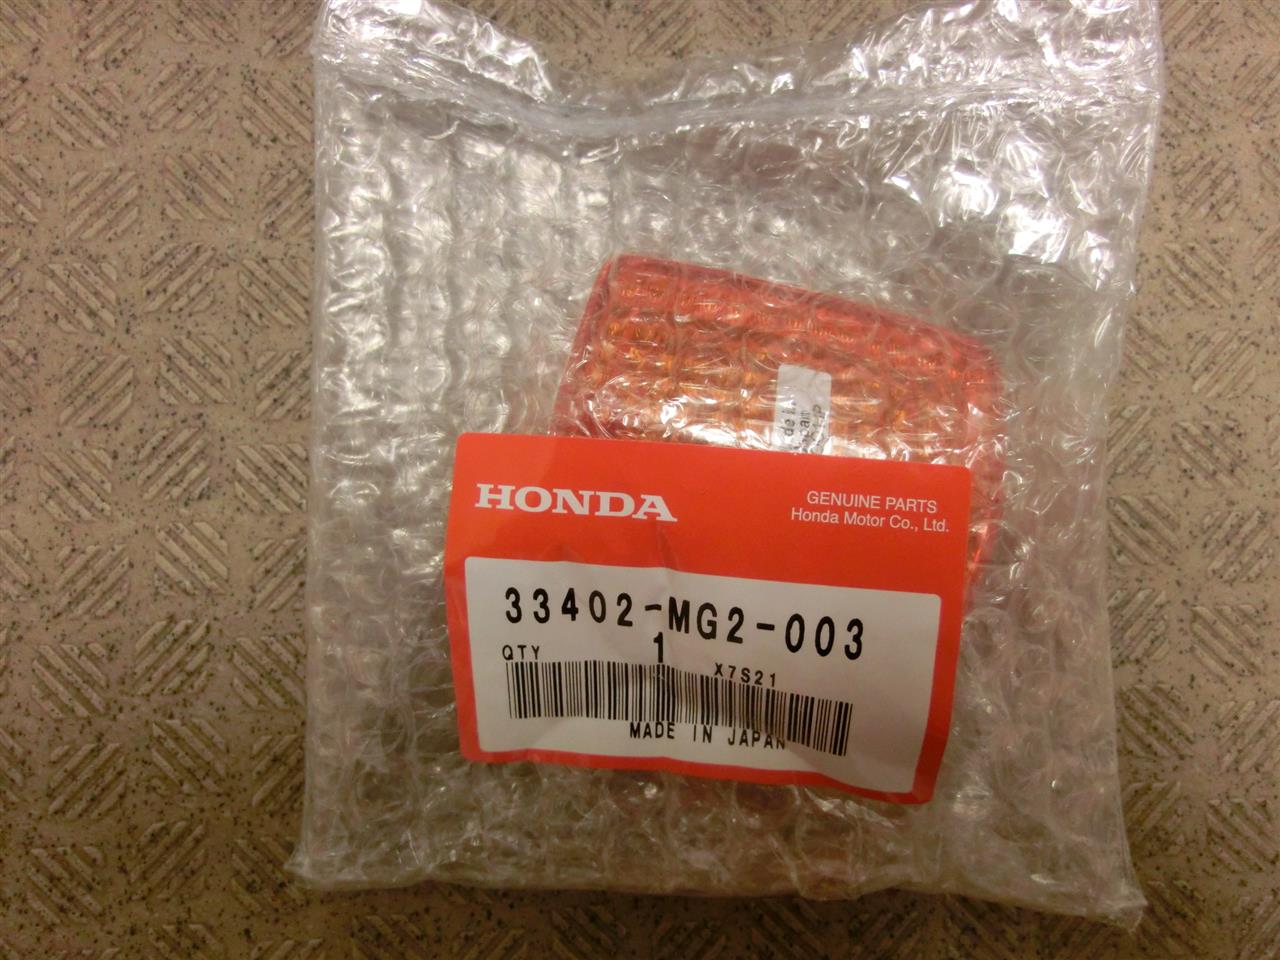 HONDA
GENUINE PARTS
Honda Motor Co., Ltd.
33402-MG2-003
QTY 1 X7S21
MADE IN JAPAN